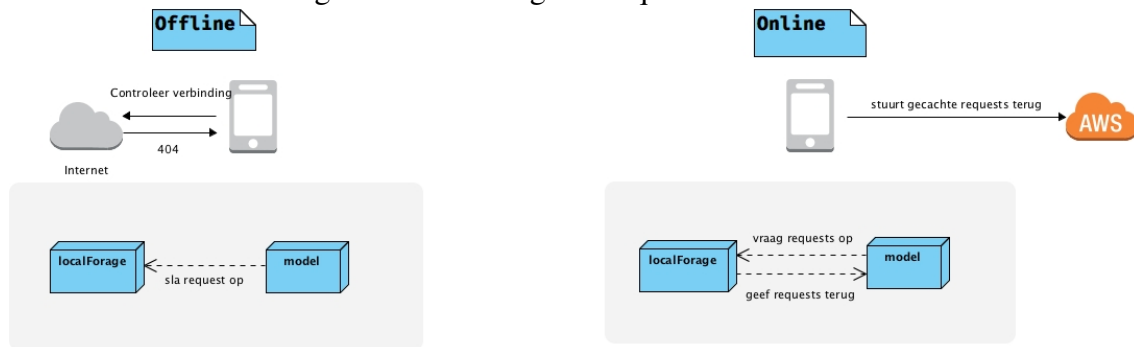 Offline
Controleer verbinding
404
Internet
localForage
model
sla request op
Online
stuurt gecachte requests terug
AWS
localForage
vraag requests op
model
geef requests terug